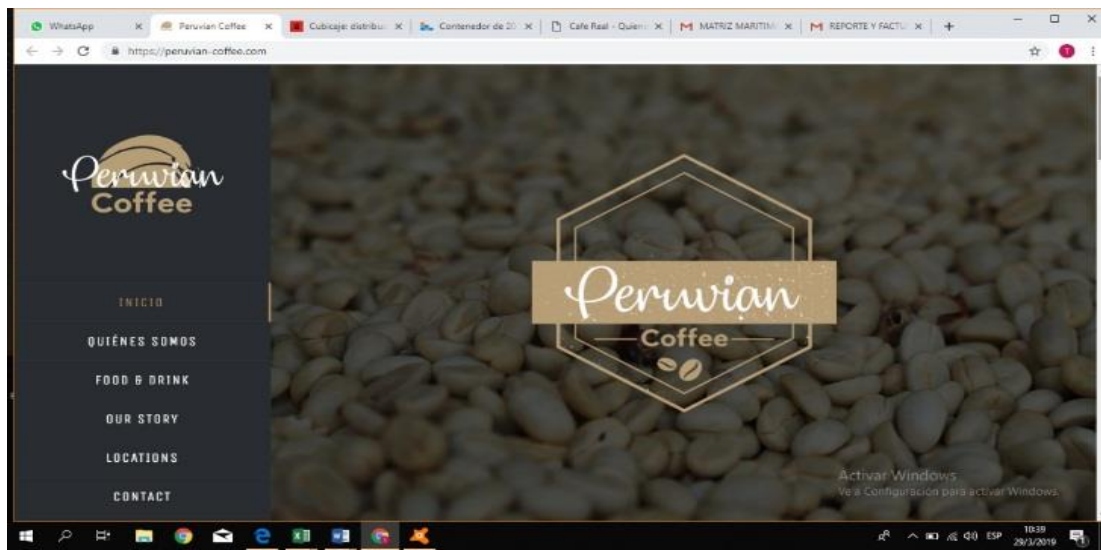 WhatsApp
Peruvian Coffee
Cubicaje: distribu
Contenedor de 20
Cafe Real - Quien
MATRIZ MARITIM
REPORTE Y FACTU
https://peruvian-coffee.com
T
Peruvian
Coffee
INICIO
QUIÉNES SOMOS
FOOD & DRINK
OUR STORY
LOCATIONS
CONTACT
Peruvian
Coffee
Activar Windows
Ve a Configuración para activar Windows.
ESP
10:39
29/3/2019